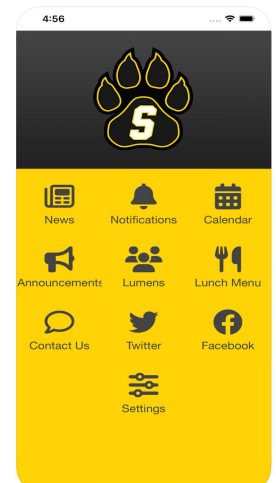 4:56
S
News Notifications Calendar
Announcements Lumens Lunch Menu
Contact Us Twitter Facebook
Settings